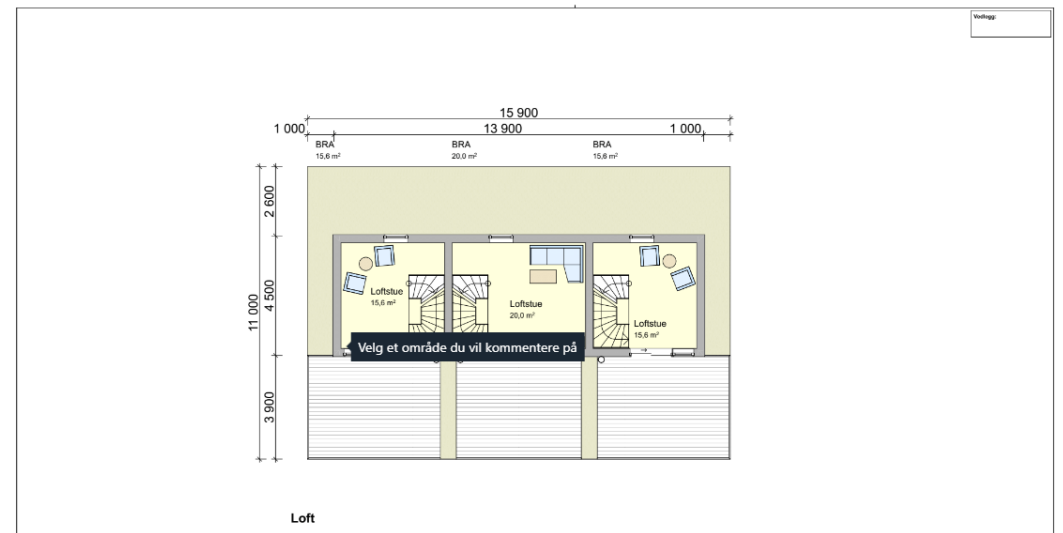 Vedlegg:
15 900
1 000
13 900
1 000
BRA
15,6 m²
BRA
20,0 m²
BRA
15,6 m²
2 600
4 500
11 000
3 900
Loftstue
15,6 m²
Loftstue
20,0 m²
Loftstue
15,6 m²
Velg et område du vil kommentere på
Loft